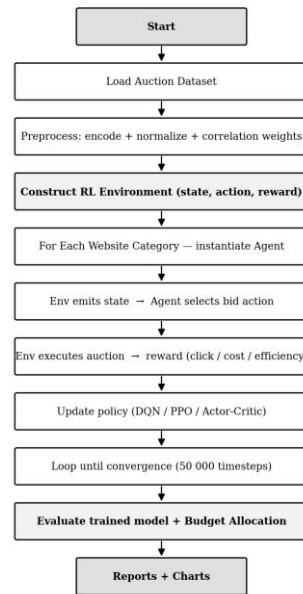 Start
Load Auction Dataset
Preprocess: encode + normalize + correlation weights
Construct RL Environment (state, action, reward)
For Each Website Category — instantiate Agent
Env emits state → Agent selects bid action
Env executes auction → reward (click / cost / efficiency
Update policy (DQN / PPO / Actor-Critic)
Loop until convergence (50 000 timesteps)
Evaluate trained model + Budget Allocation
Reports + Charts